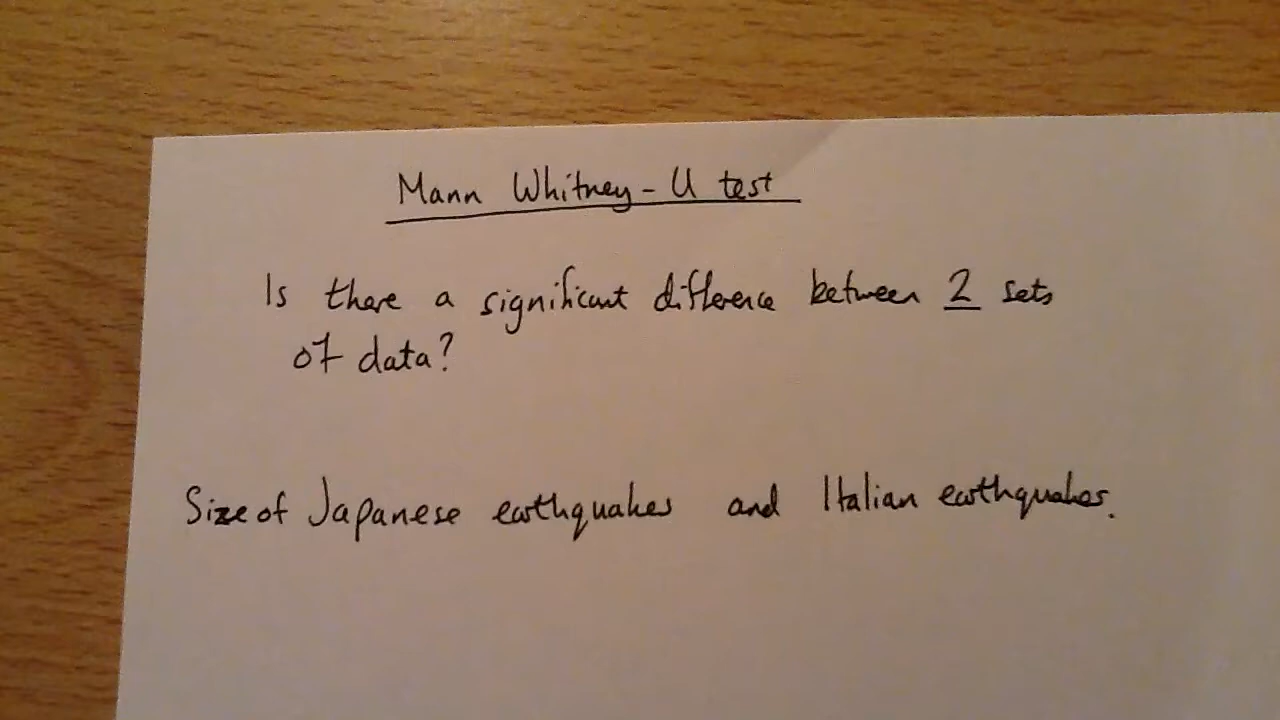 Mann Whitney-U test
Is there a significant difference between 2 sets
of data?
Size of Japanese earthquakes and Italian earthquakes.